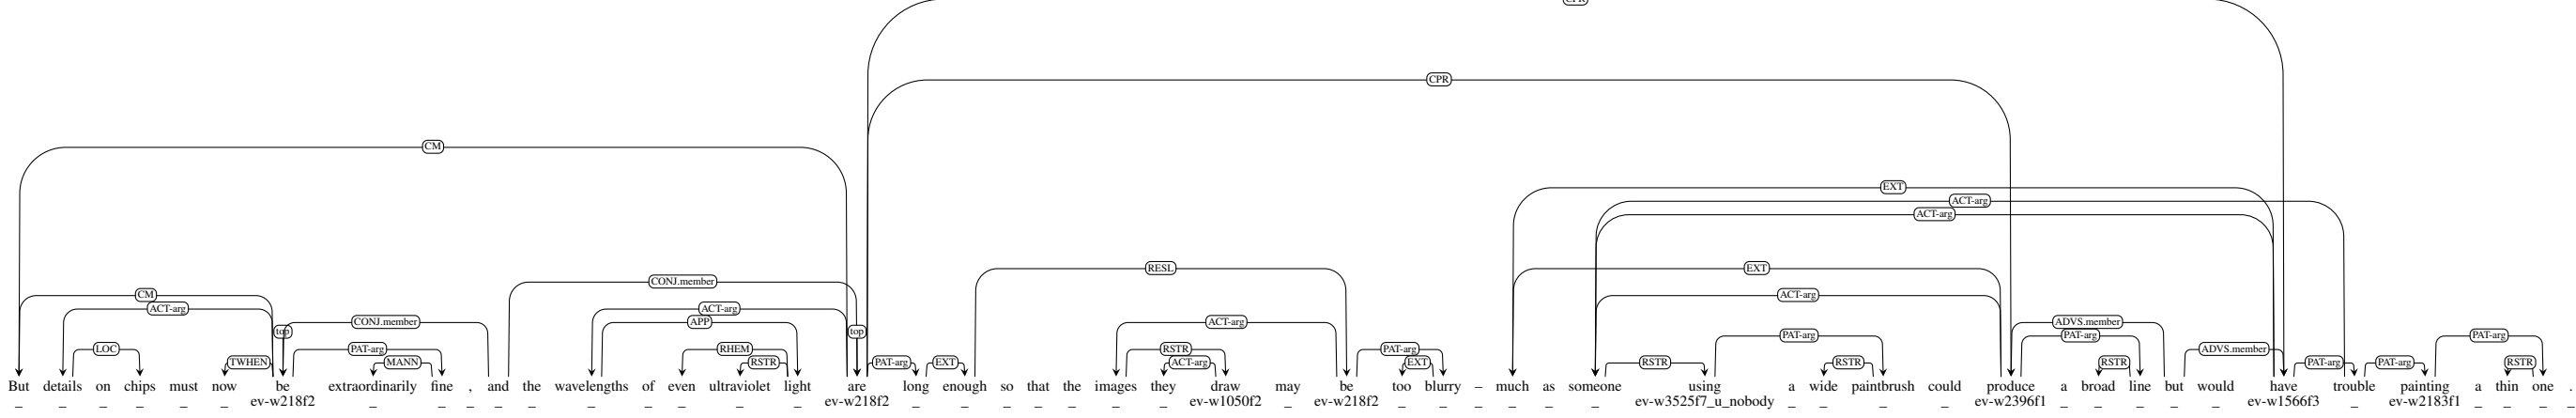 CPR
CPR
CM
EXT
ACT-arg
ACT-arg
RESL EXT
CONJ.member
CM ACT-arg
ACT-arg ACT-arg
CONJ.member APP ACT-arg ADVS.member
top top
PAT-arg PAT-arg PAT-arg
LOC PAT-arg RHEM RSTR PAT-arg ADVS.member
TWHEN MANN RSTR PAT-arg EXT ACT-arg EXT RSTR RSTR RSTR PAT-arg PAT-arg RSTR
But details on chips must now be extraordinarily fine , and the wavelengths of even ultraviolet light are long enough so that the images they draw may be too blurry – much as someone using a wide paintbrush could produce a broad line but would have trouble painting a thin one .
_ _ _ _ _ _ ev-w218f2 _ _ _ _ _ _ _ _ _ _ ev-w218f2 _ _ _ _ _ _ _ ev-w1050f2 _ ev-w218f2 _ _ _ _ _ _ ev-w3525f7_u_nobody _ _ _ _ ev-w2396f1 _ _ _ _ _ ev-w1566f3 _ ev-w2183f1 _ _ _ _